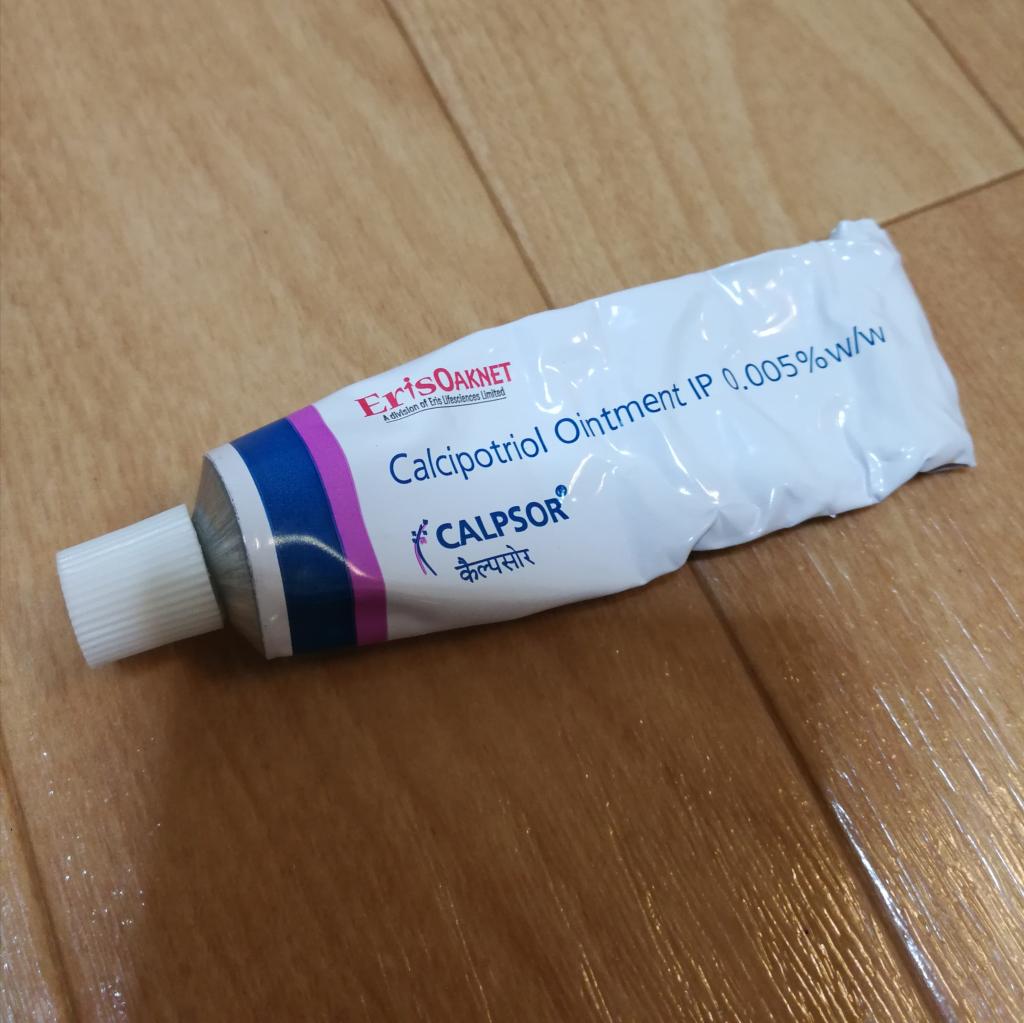 ErisOAKNET
A division of Eris Lifesciences Limited
Calcipotriol Ointment IP 0.005%w/w
CALPSOR®
कैल्पसोर